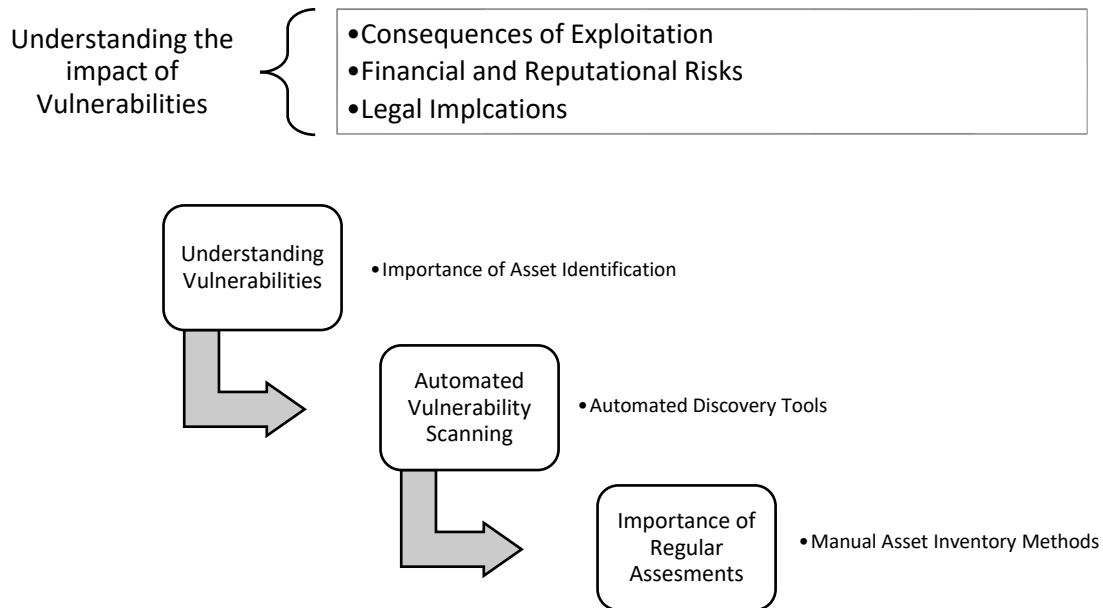 Understanding the
impact of
Vulnerabilities
•Consequences of Exploitation
•Financial and Reputational Risks
•Legal Implcations
Understanding
Vulnerabilities
•Importance of Asset Identification
Automated
Vulnerability
Scanning
•Automated Discovery Tools
Importance of
Regular
Assesments
•Manual Asset Inventory Methods